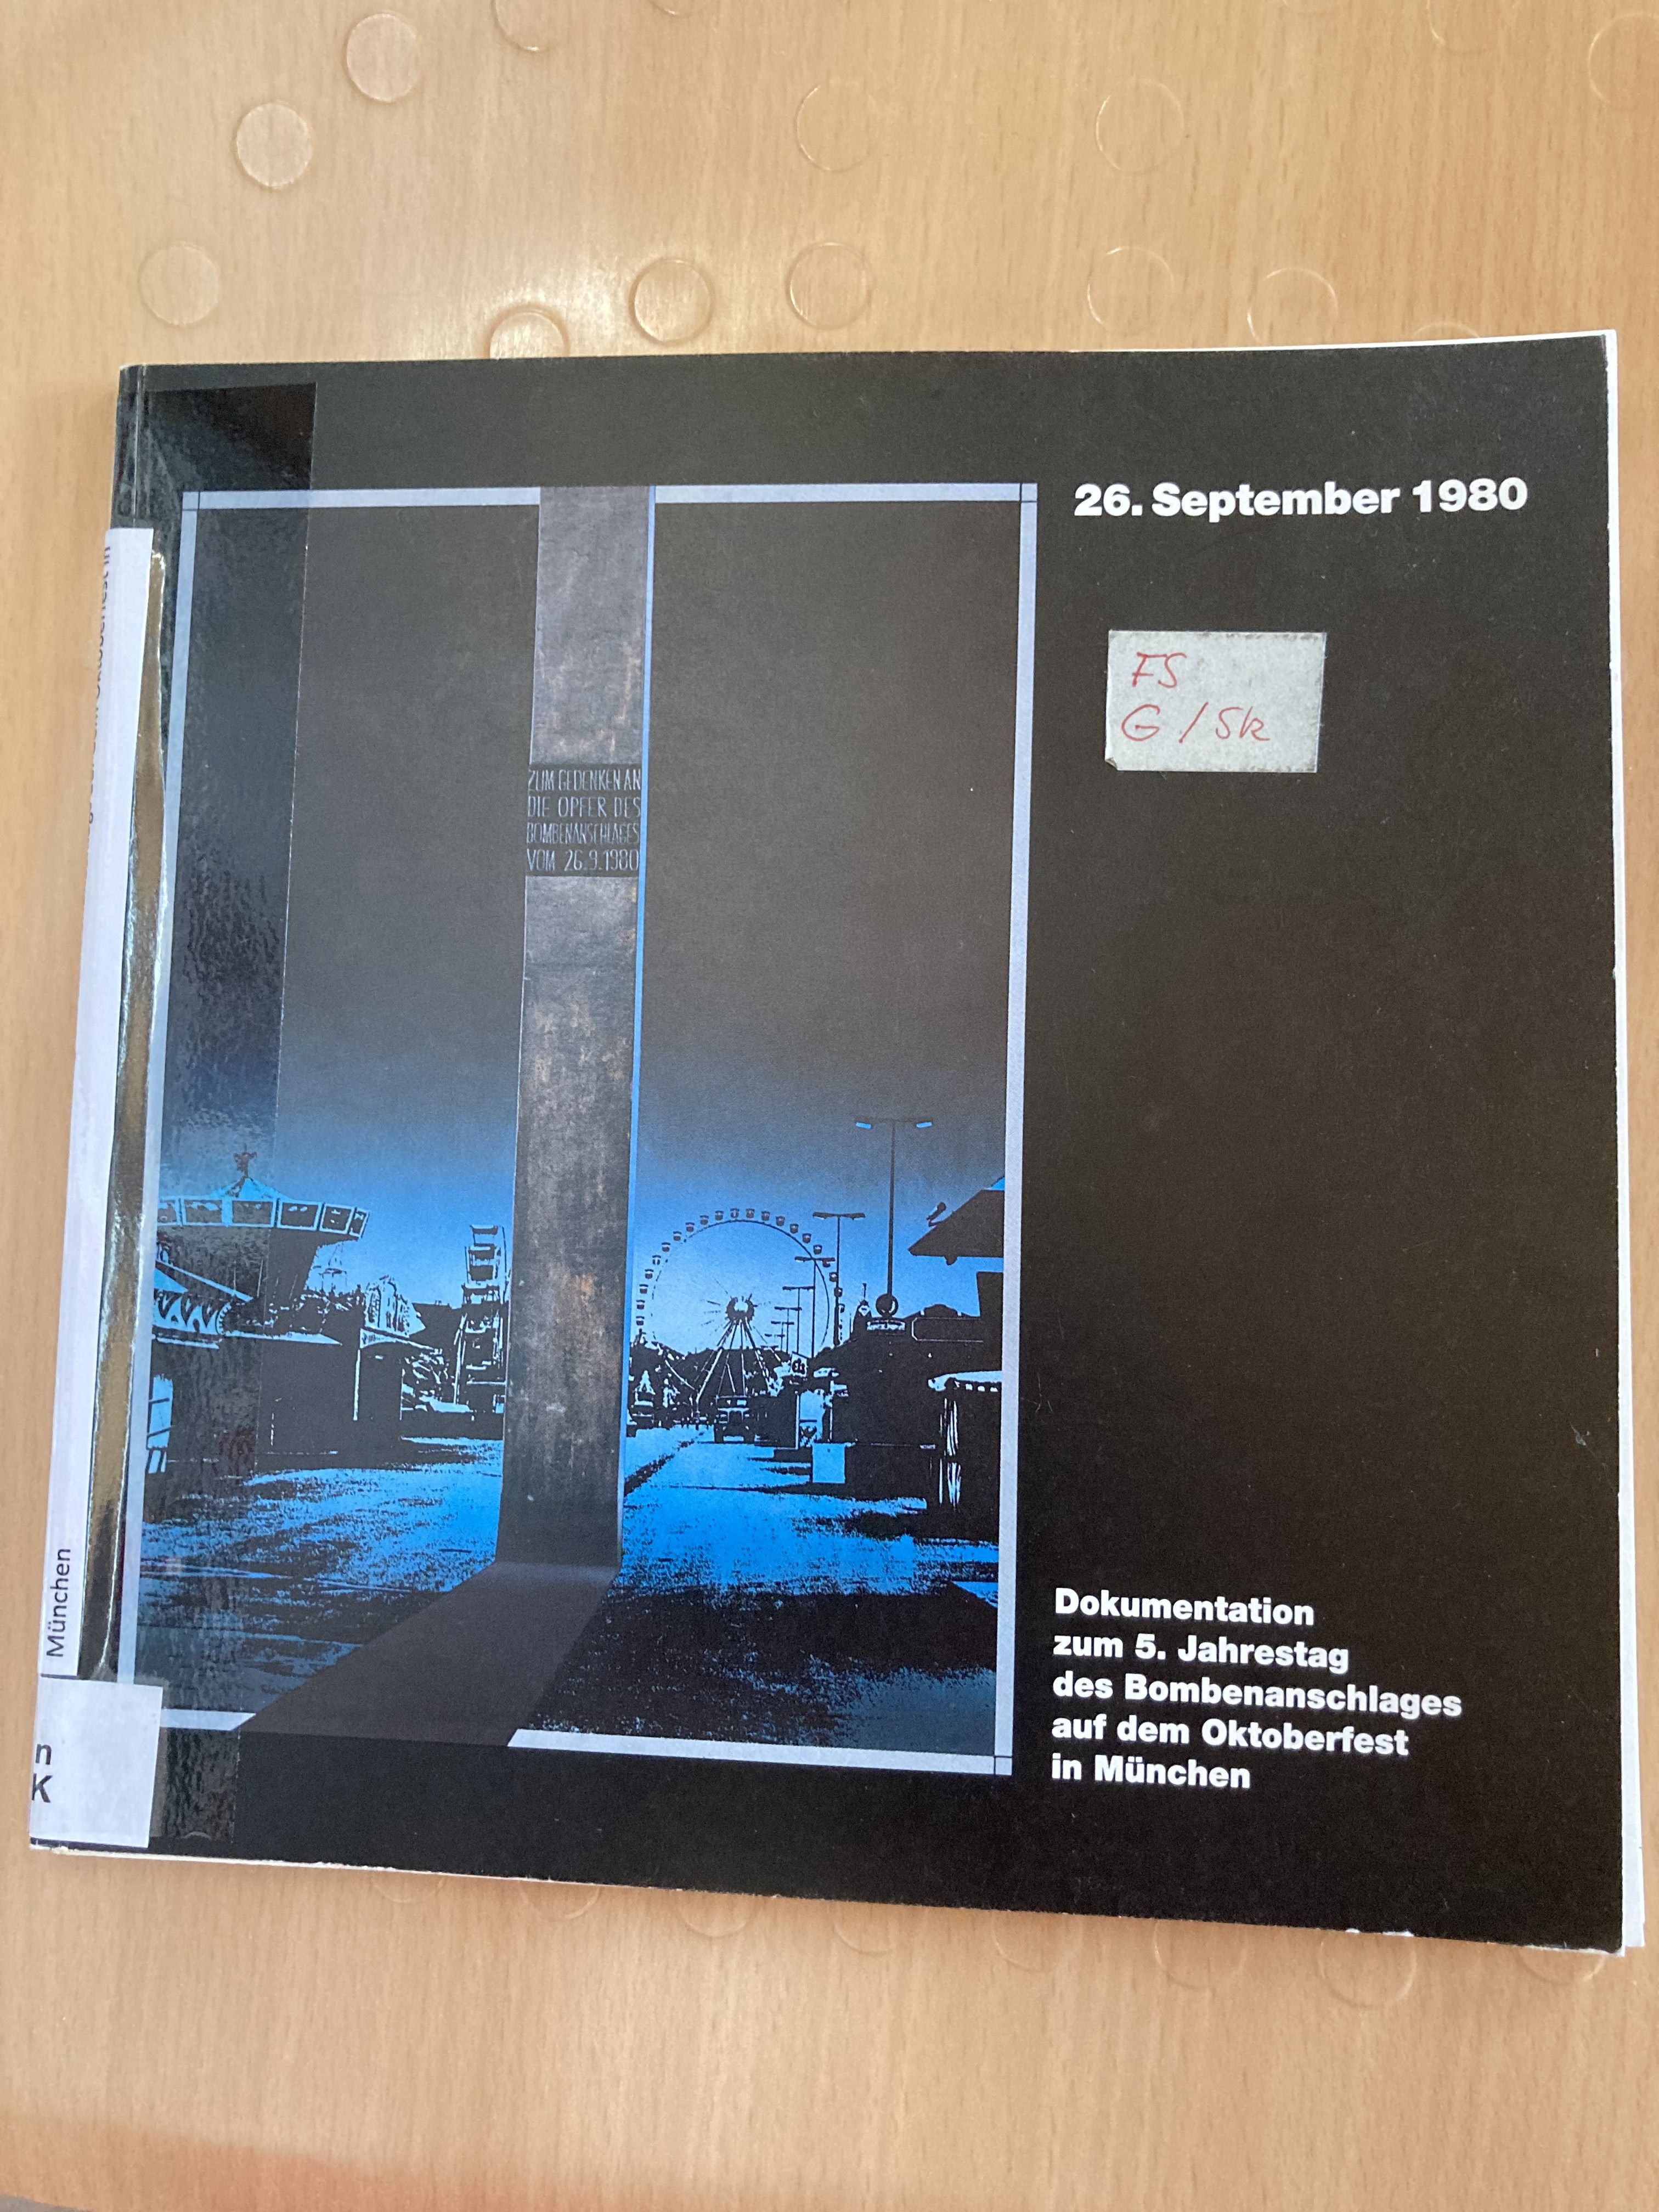 26. September 1980
FS
G / Sk
ZUM GEDENKEN AN
DIE OPFER DES
BOMBENANSCHLAGES
VOM 26.9.1980
Dokumentation
zum 5. Jahrestag
des Bombenanschlages
auf dem Oktoberfest
in München
München
n
K